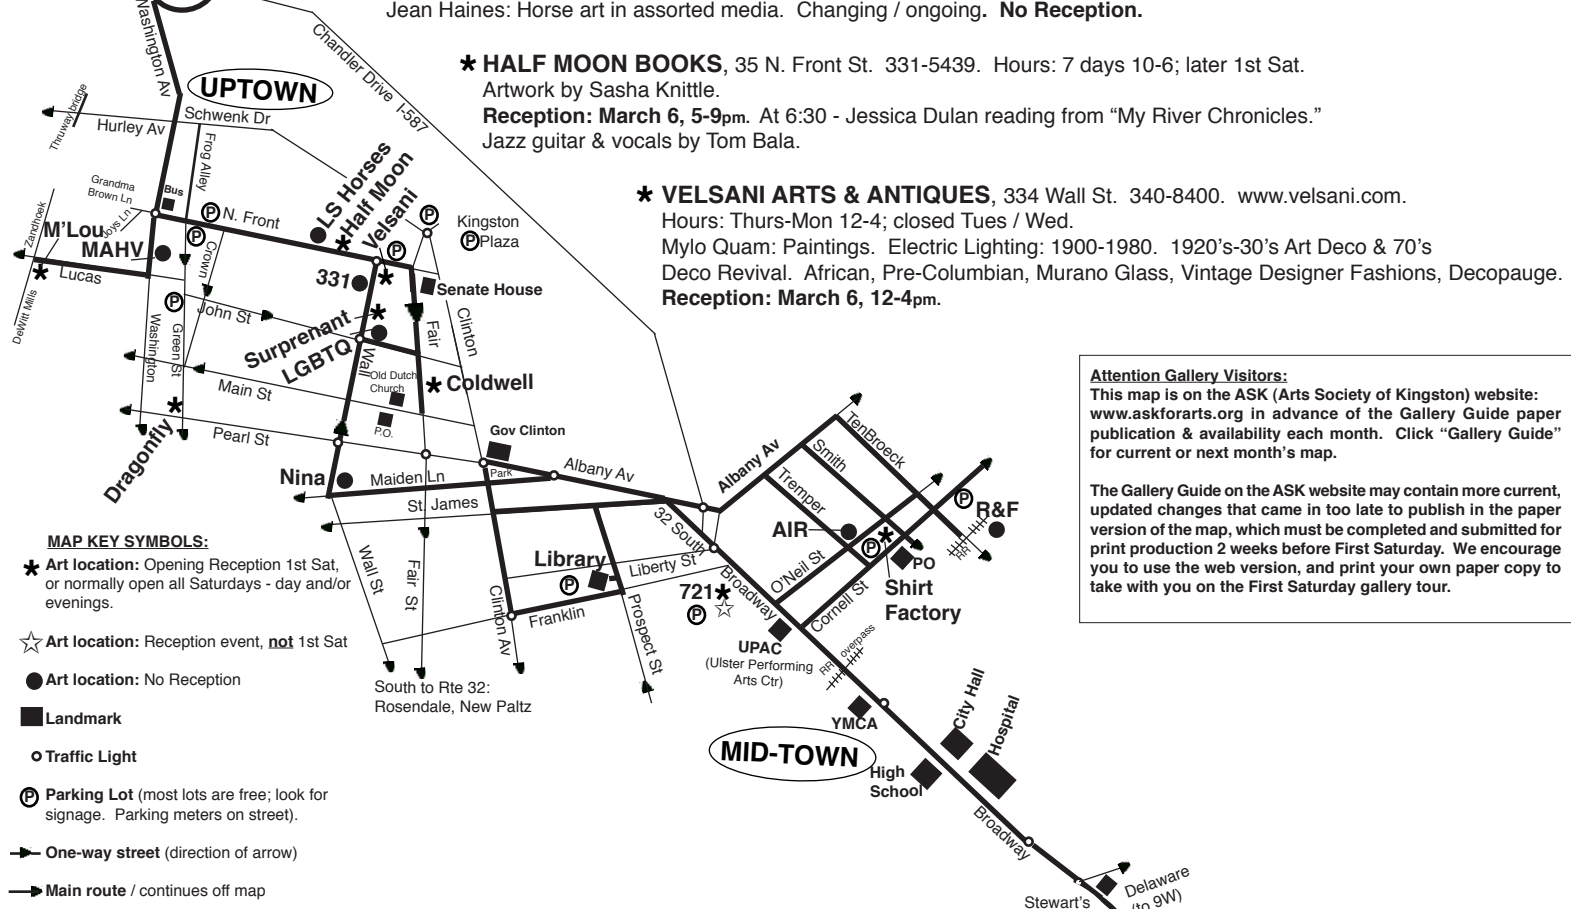 Jean Haines: Horse art in assorted media.  Changing / ongoing.  No Reception.
* HALF MOON BOOKS, 35 N. Front St.  331-5439.  Hours: 7 days 10-6; later 1st Sat.
Artwork by Sasha Knittle.
Reception: March 6, 5-9pm.  At 6:30 - Jessica Dulan reading from “My River Chronicles.”
Jazz guitar & vocals by Tom Bala.
* VELSANI ARTS & ANTIQUES, 334 Wall St.  340-8400.  www.velsani.com.
Hours: Thurs-Mon 12-4; closed Tues / Wed.
Mylo Quam: Paintings.  Electric Lighting: 1900-1980.  1920’s-30’s Art Deco & 70’s
Deco Revival.  African, Pre-Columbian, Murano Glass, Vintage Designer Fashions, Decopauge.
Reception: March 6, 12-4pm.
Washington Av
UPTOWN
Chandler Drive  I-587
Thruway bridge
Hurley Av
Schwenk Dr
Frog Alley
Grandma
Brown Ln
Bus
Joys Ln
Zandhoek
M’Lou
MAHV
Lucas
DeWitt Mills
P
N. Front
P
Crown
LS Horses
Half Moon
Velsani
P
P
Kingston
P Plaza
331
Senate House
P
John St
Washington
Green St
Surprenant
LGBTQ
Wall
Fair
Clinton
Old Dutch
Church
Coldwell
Main St
P.O.
Pearl St
Dragonfly
Gov Clinton
Nina
Maiden Ln
Park
Albany Av
St. James
32 South
Albany Av
TenBroeck
Smith
Tremper
AIR
P
R&F
RR
P
PO
O'Neil St
Shirt
Factory
Cornell St
Library
P
Liberty St
Broadway
721
P
Wall St
Fair St
Clinton Av
Franklin
Prospect St
UPAC
(Ulster Performing
Arts Ctr)
RR overpass
South to Rte 32:
Rosendale, New Paltz
YMCA
City Hall
Hospital
MID-TOWN
High
School
Broadway
Delaware
(to 9W)
Stewart's
MAP KEY SYMBOLS:
Art location: Opening Reception 1st Sat,
or normally open all Saturdays - day and/or
evenings.
Art location: Reception event, not 1st Sat
Art location: No Reception
Landmark
Traffic Light
P Parking Lot (most lots are free; look for
signage.  Parking meters on street).
One-way street (direction of arrow)
Main route / continues off map
Attention Gallery Visitors:
This map is on the ASK (Arts Society of Kingston) website:
www.askforarts.org in advance of the Gallery Guide paper
publication & availability each month.  Click “Gallery Guide”
for current or next month’s map.
The Gallery Guide on the ASK website may contain more current,
updated changes that came in too late to publish in the paper
version of the map, which must be completed and submitted for
print production 2 weeks before First Saturday.  We encourage
you to use the web version, and print your own paper copy to
take with you on the First Saturday gallery tour.